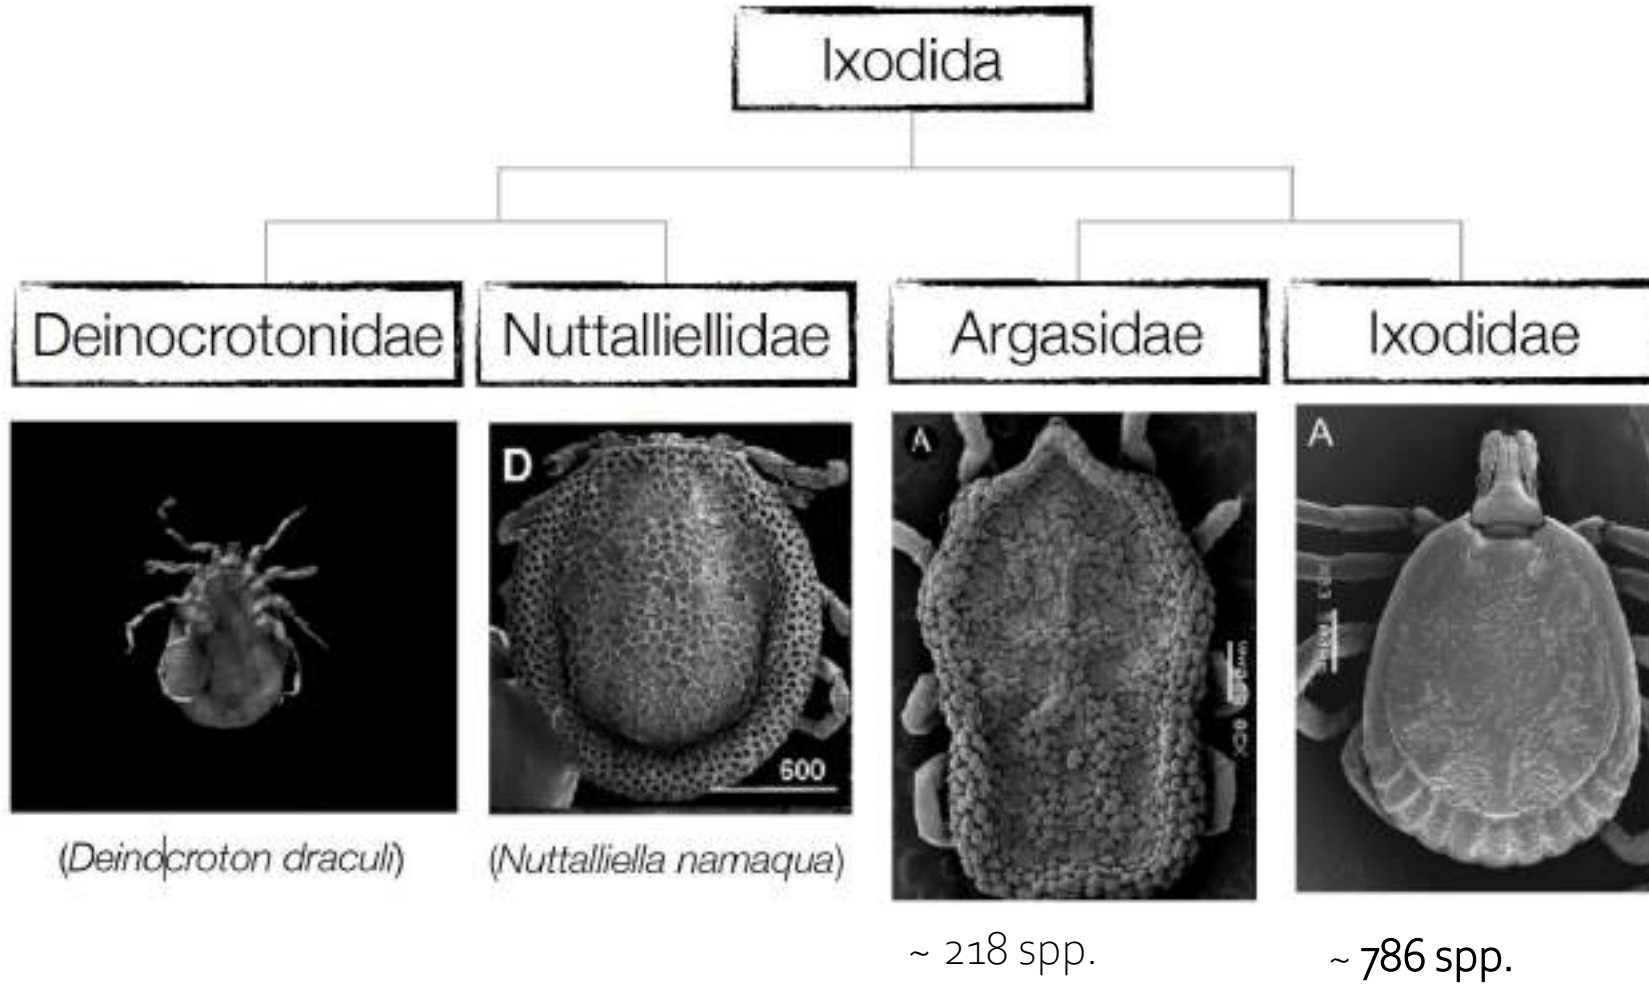 Ixodida
Deinocrotonidae
Nuttalliellidae
Argasidae
Ixodidae
D
600
A
A
(Deinocroton draculi)
(Nuttalliella namaqua)
~ 218 spp.
~ 786 spp.